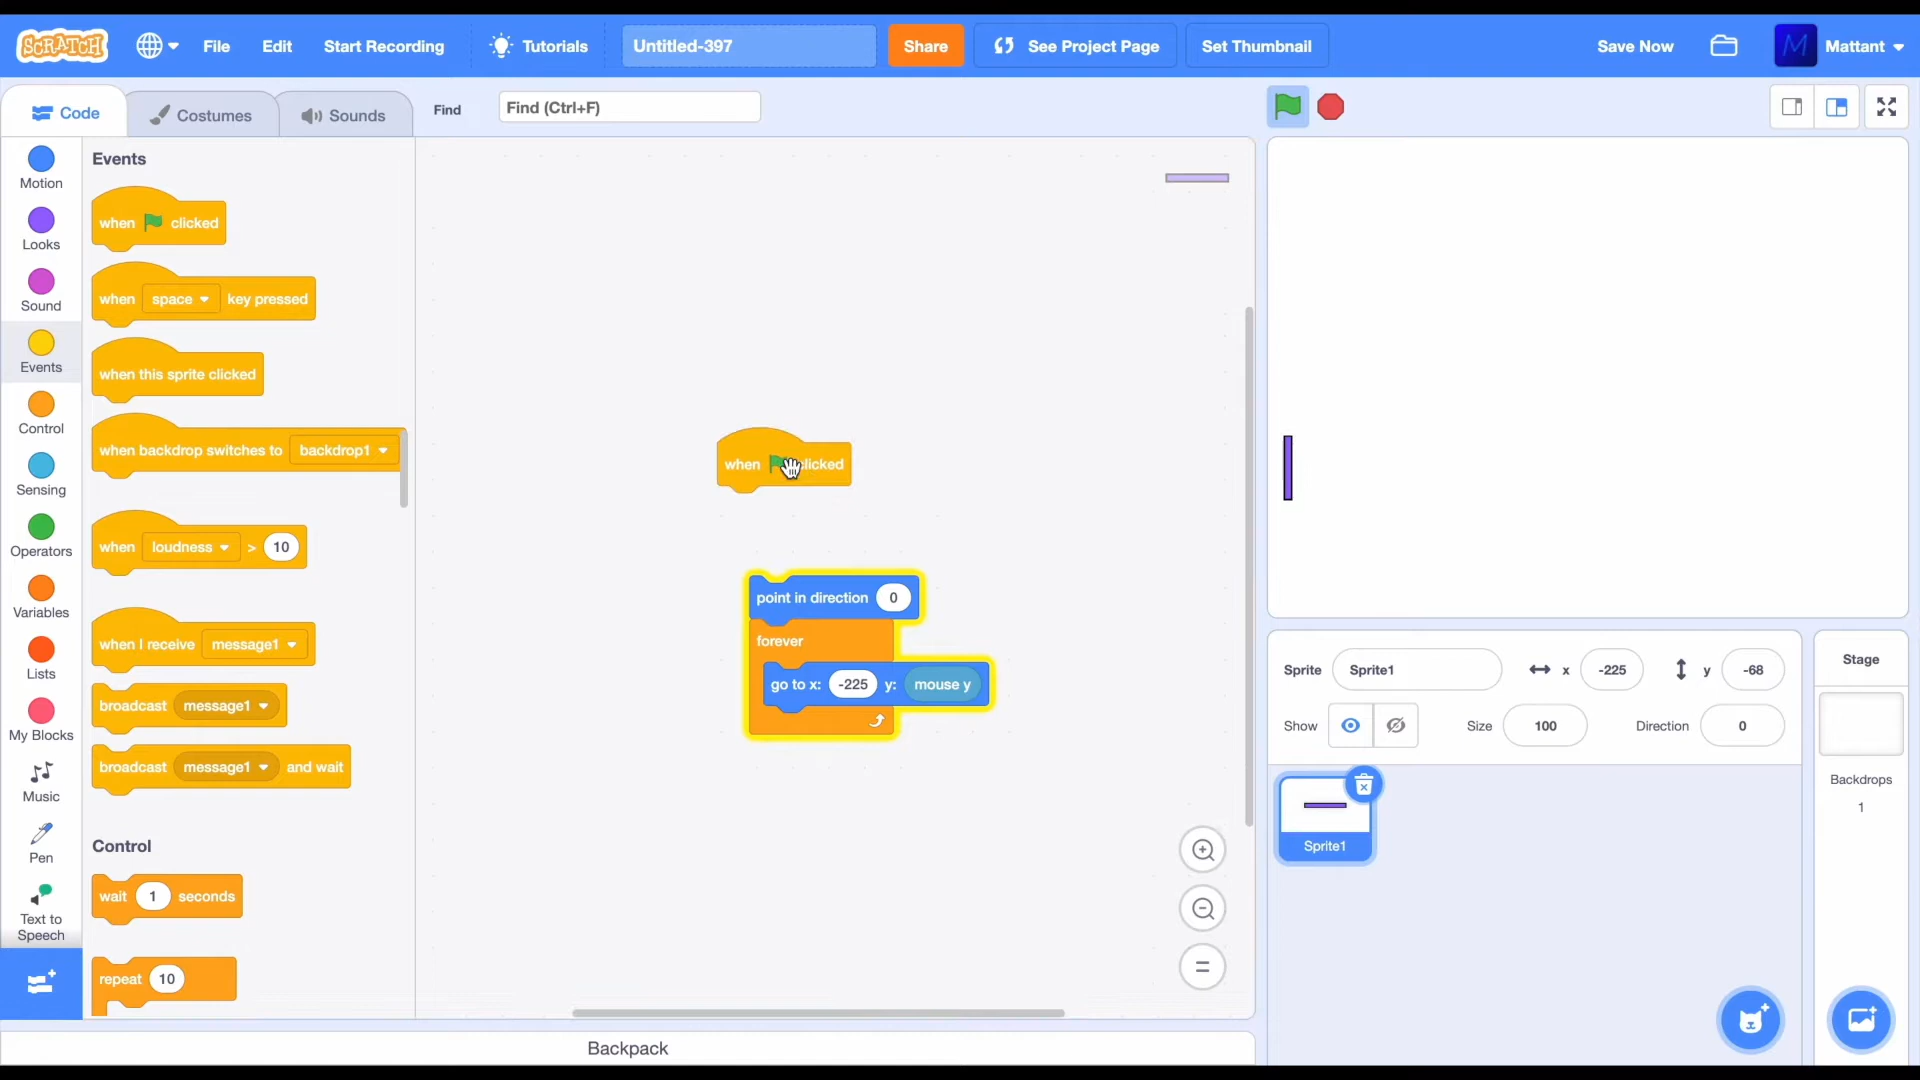 SCRATCH File Edit Start Recording Tutorials Untitled-397 Share See Project Page Set Thumbnail Save Now Mattant
Code Costumes Sounds Find Find (Ctrl+F)
Motion
Looks
Sound
Events
Control
Sensing
Operators
Variables
Lists
My Blocks
Music
Pen
Text to
Speech
Events
when clicked
when space key pressed
when this sprite clicked
when backdrop switches to backdrop1
when loudness > 10
when I receive message1
broadcast message1
broadcast message1 and wait
Control
wait 1 seconds
repeat 10
when clicked
point in direction 0
forever
go to x: -225 y: mouse y
Backpack
Sprite Sprite1 x -225 y -68
Show Size 100 Direction 0
Sprite1
Stage
Backdrops
1